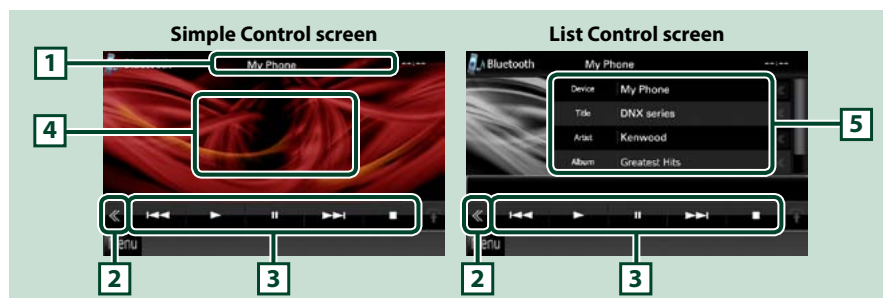 Simple Control screen
List Control screen
1
My Phone
--:--
Bluetooth
My Phone
--:--
4
Device
My Phone
Title
DNX series
Artist
Kenwood
Album
Greatest Hits
5
Menu
2
3
2
3